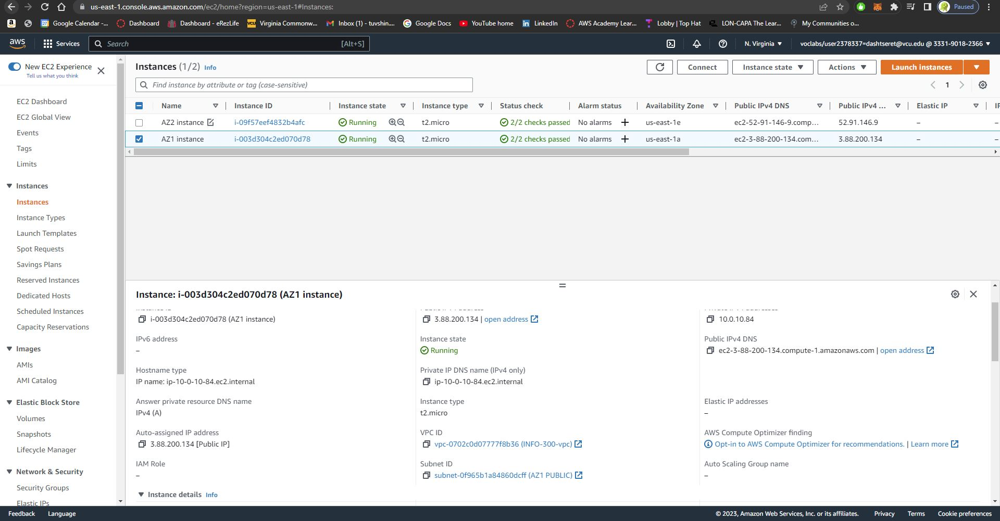 us-east-1.console.aws.amazon.com/ec2/home?region=us-east-1#Instances:
Paused
Google Calendar -...
Dashboard
Dashboard - eRezLife
VCU
Virginia Commonw...
Inbox (1) - tuvshin....
Google Docs
YouTube home
LinkedIn
AWS Academy Lear...
Lobby | Top Hat
LON-CAPA The Lear...
My Communities o...
aws
Services
Search
[Alt+S]
N. Virginia
voclabs/user2378337=dashtseret@vcu.edu @ 3331-9018-2366
New EC2 Experience
Tell us what you think
EC2 Dashboard
EC2 Global View
Events
Tags
Limits
Instances
Instances
Instance Types
Launch Templates
Spot Requests
Savings Plans
Reserved Instances
Dedicated Hosts
Scheduled Instances
Capacity Reservations
Images
AMIs
AMI Catalog
Elastic Block Store
Volumes
Snapshots
Lifecycle Manager
Network & Security
Security Groups
Elastic IPs
Instances (1/2) Info
Connect
Instance state
Actions
Launch instances
Find instance by attribute or tag (case-sensitive)
1
Name Instance ID Instance state Instance type Status check Alarm status Availability Zone Public IPv4 DNS Public IPv4 ... Elastic IP
AZ2 instance i-09f57eef4832b4afc Running t2.micro 2/2 checks passed No alarms + us-east-1e ec2-52-91-146-9.comp... 52.91.146.9 – –
AZ1 instance i-003d304c2ed070d78 Running t2.micro 2/2 checks passed No alarms + us-east-1a ec2-3-88-200-134.com... 3.88.200.134 – –
Instance: i-003d304c2ed070d78 (AZ1 instance)
i-003d304c2ed070d78 (AZ1 instance)
3.88.200.134 | open address
10.0.10.84
IPv6 address
–
Instance state
Running
Public IPv4 DNS
ec2-3-88-200-134.compute-1.amazonaws.com | open address
Hostname type
IP name: ip-10-0-10-84.ec2.internal
Private IP DNS name (IPv4 only)
ip-10-0-10-84.ec2.internal
Answer private resource DNS name
IPv4 (A)
Instance type
t2.micro
Elastic IP addresses
–
Auto-assigned IP address
3.88.200.134 [Public IP]
VPC ID
vpc-0702c0d07777f8b36 (INFO-300-vpc)
AWS Compute Optimizer finding
Opt-in to AWS Compute Optimizer for recommendations. | Learn more
IAM Role
–
Subnet ID
subnet-0f965b1a84860dcff (AZ1 PUBLIC)
Auto Scaling Group name
–
Instance details Info
Feedback
Language
© 2023, Amazon Web Services, Inc. or its affiliates.
Privacy
Terms
Cookie preferences